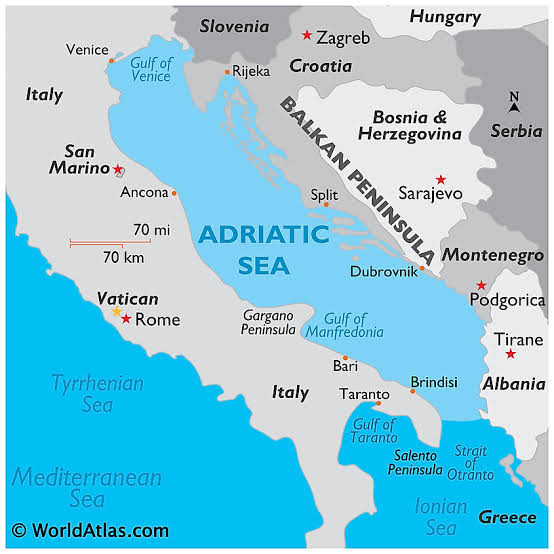 Hungary
Slovenia
Zagreb
Venice
Gulf of
Venice
Rijeka
Croatia
Italy
BALKAN PENINSULA
Bosnia &
Herzegovina
N
Serbia
San
Marino
Ancona
Split
Sarajevo
70 mi
70 km
ADRIATIC
SEA
Dubrovnik
Montenegro
Podgorica
Vatican
Rome
Gargano
Peninsula
Gulf of
Manfredonia
Tirane
Bari
Tyrrhenian
Sea
Italy
Taranto
Brindisi
Albania
Gulf of
Taranto
Salento
Peninsula
Strait
of
Otranto
Mediterranean
Sea
Ionian
Sea
Greece
© WorldAtlas.com